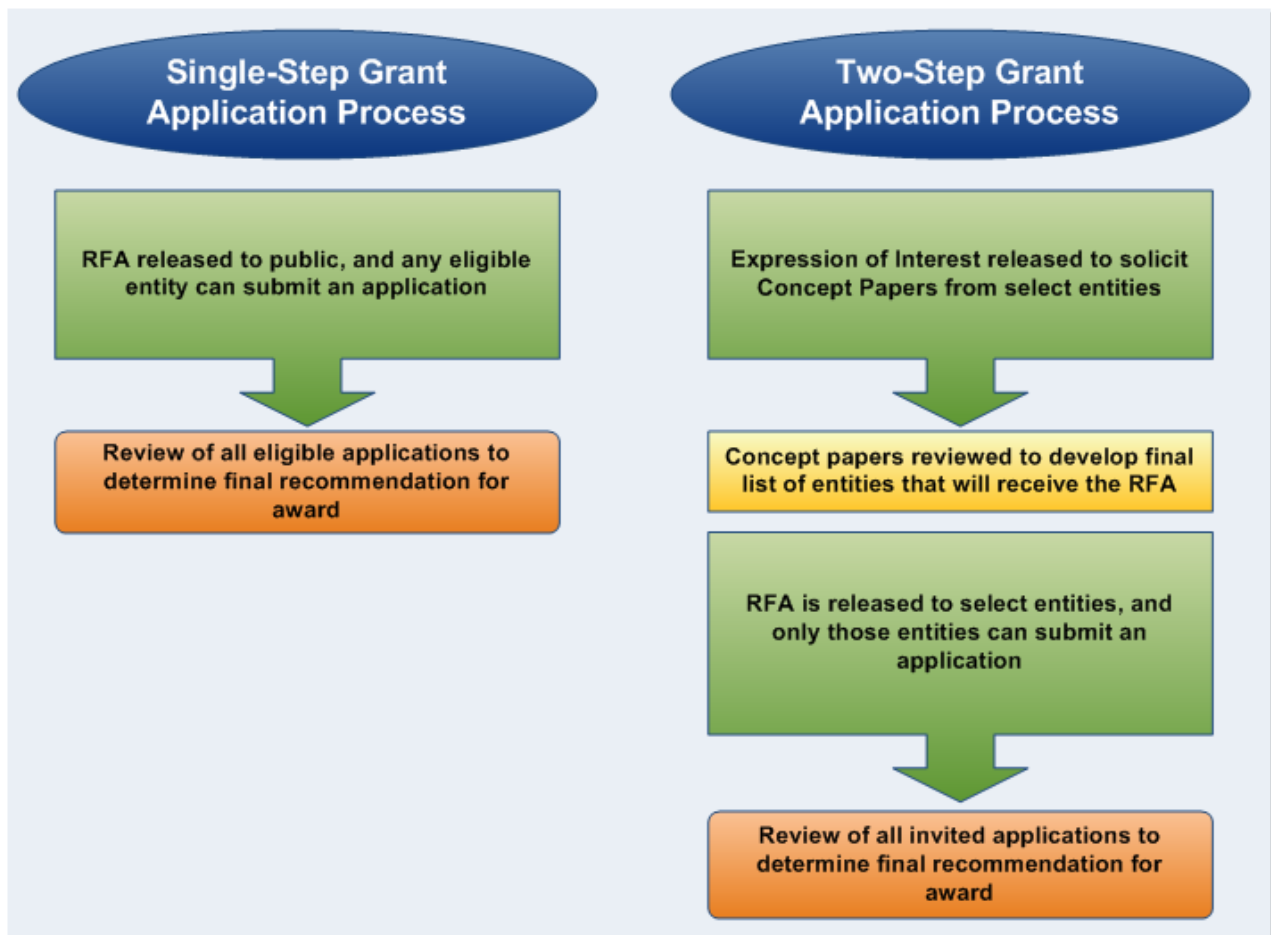 Single-Step Grant
Application Process
RFA released to public, and any eligible
entity can submit an application
Review of all eligible applications to
determine final recommendation for
award
Two-Step Grant
Application Process
Expression of Interest released to solicit
Concept Papers from select entities
Concept papers reviewed to develop final
list of entities that will receive the RFA
RFA is released to select entities, and
only those entities can submit an
application
Review of all invited applications to
determine final recommendation for
award